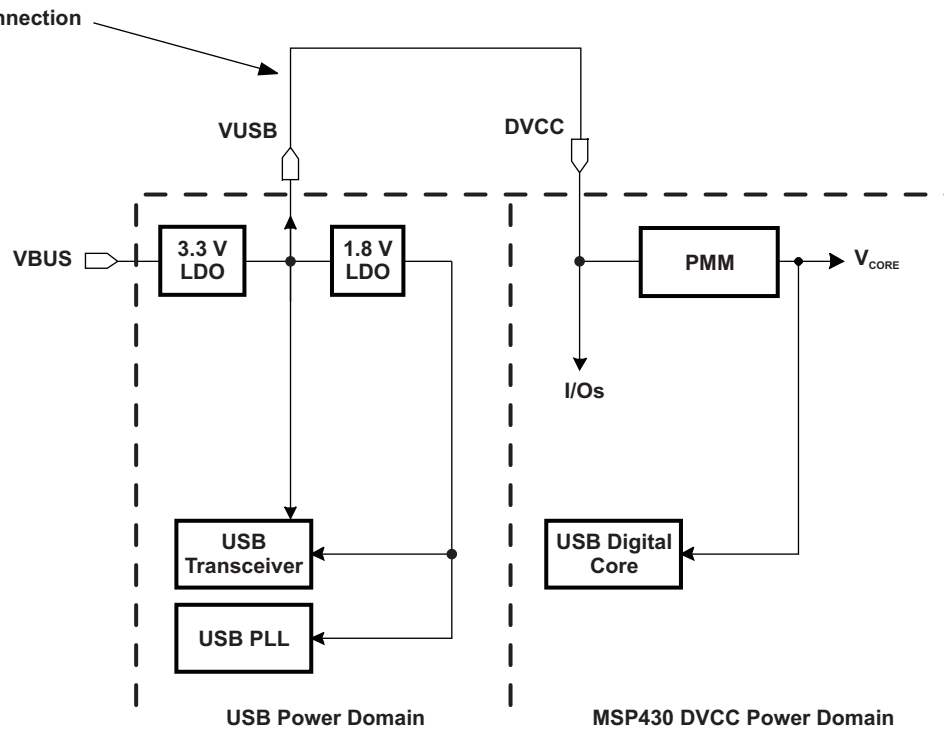 nnection
VUSB
DVCC
VBUS
3.3 V
LDO
1.8 V
LDO
PMM
VCORE
I/Os
USB
Transceiver
USB Digital
Core
USB PLL
USB Power Domain
MSP430 DVCC Power Domain